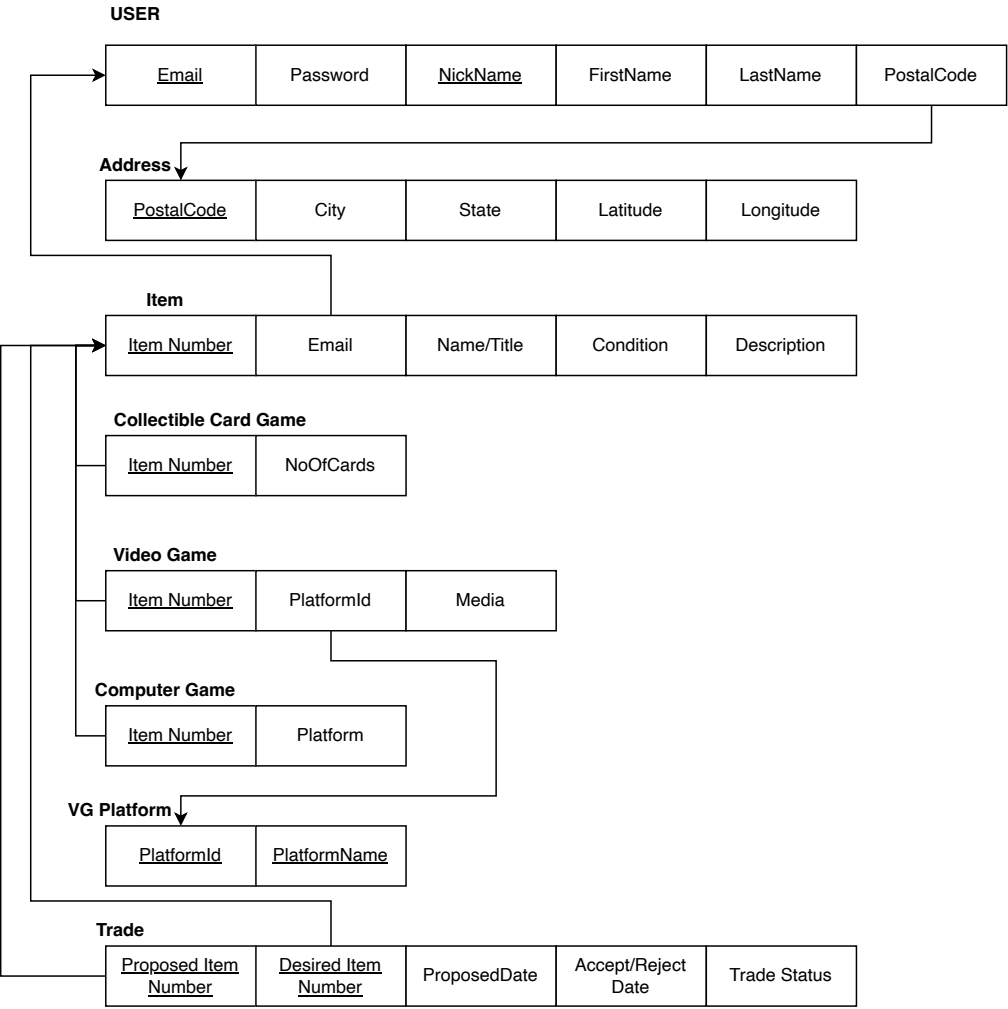 USER
Email Password NickName FirstName LastName PostalCode
Address
PostalCode City State Latitude Longitude
Item
Item Number Email Name/Title Condition Description
Collectible Card Game
Item Number NoOfCards
Video Game
Item Number PlatformId Media
Computer Game
Item Number Platform
VG Platform
PlatformId PlatformName
Trade
Proposed Item
Number
Desired Item
Number
ProposedDate
Accept/Reject
Date
Trade Status